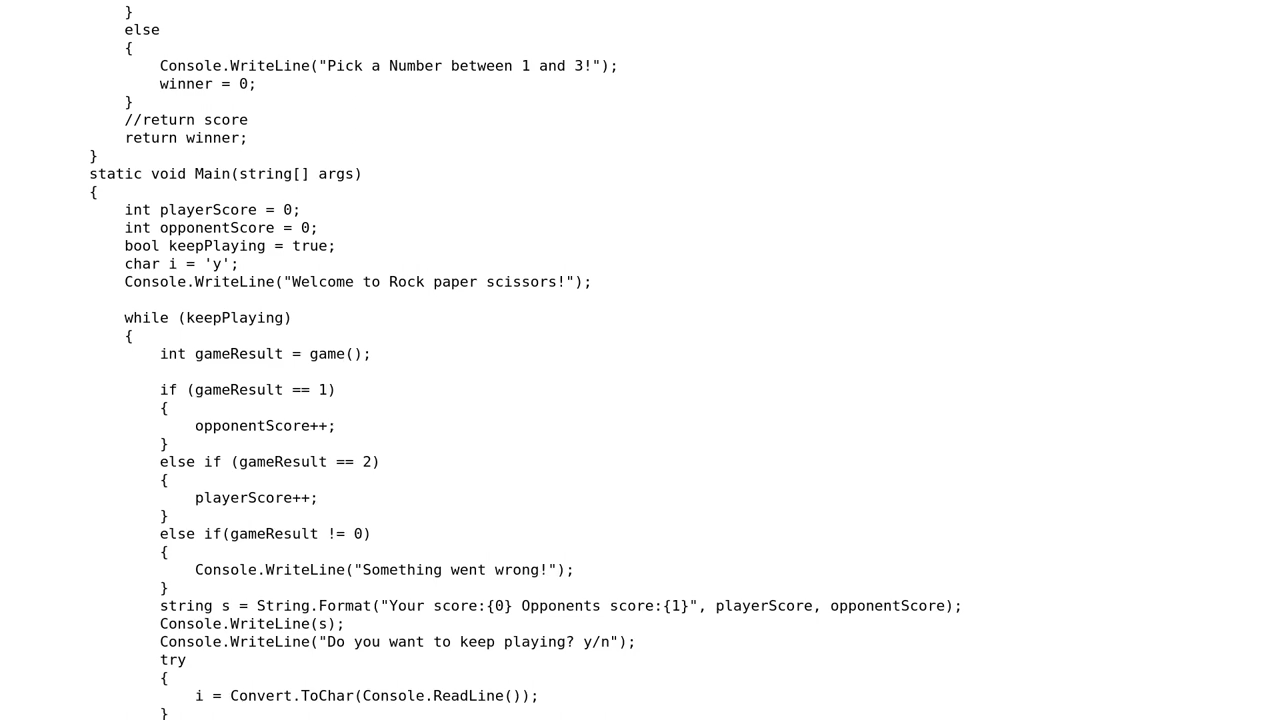 }
else
{
Console.WriteLine("Pick a Number between 1 and 3!");
winner = 0;
}
//return score
return winner;
}
static void Main(string[] args)
{
int playerScore = 0;
int opponentScore = 0;
bool keepPlaying = true;
char i = 'y';
Console.WriteLine("Welcome to Rock paper scissors!");
while (keepPlaying)
{
int gameResult = game();
if (gameResult == 1)
{
opponentScore++;
}
else if (gameResult == 2)
{
playerScore++;
}
else if(gameResult != 0)
{
Console.WriteLine("Something went wrong!");
}
string s = String.Format("Your score:{0} Opponents score:{1}", playerScore, opponentScore);
Console.WriteLine(s);
Console.WriteLine("Do you want to keep playing? y/n");
try
{
i = Convert.ToChar(Console.ReadLine());
}